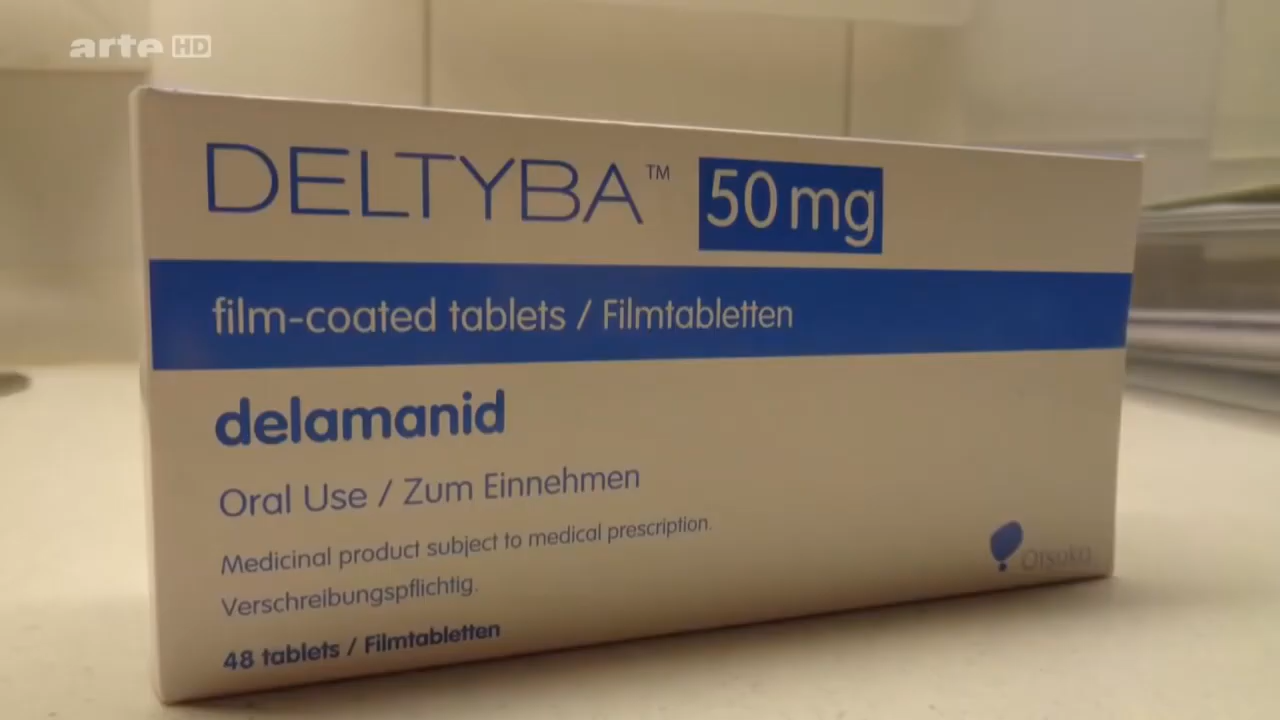 arte HD
DELTYBA™ 50 mg
film-coated tablets / Filmtabletten
delamanid
Oral Use / Zum Einnehmen
Medicinal product subject to medical prescription.
Verschreibungspflichtig.
Otsuka
48 tablets / Filmtabletten